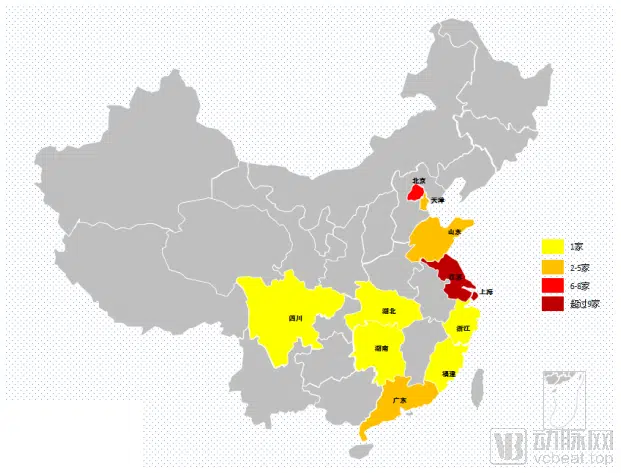 北京
天津
山东
江苏
上海
四川
湖北
浙江
湖南
福建
广东
1家
2-5家
6-8家
超过9家
VB 动脉网
vcbeat.top